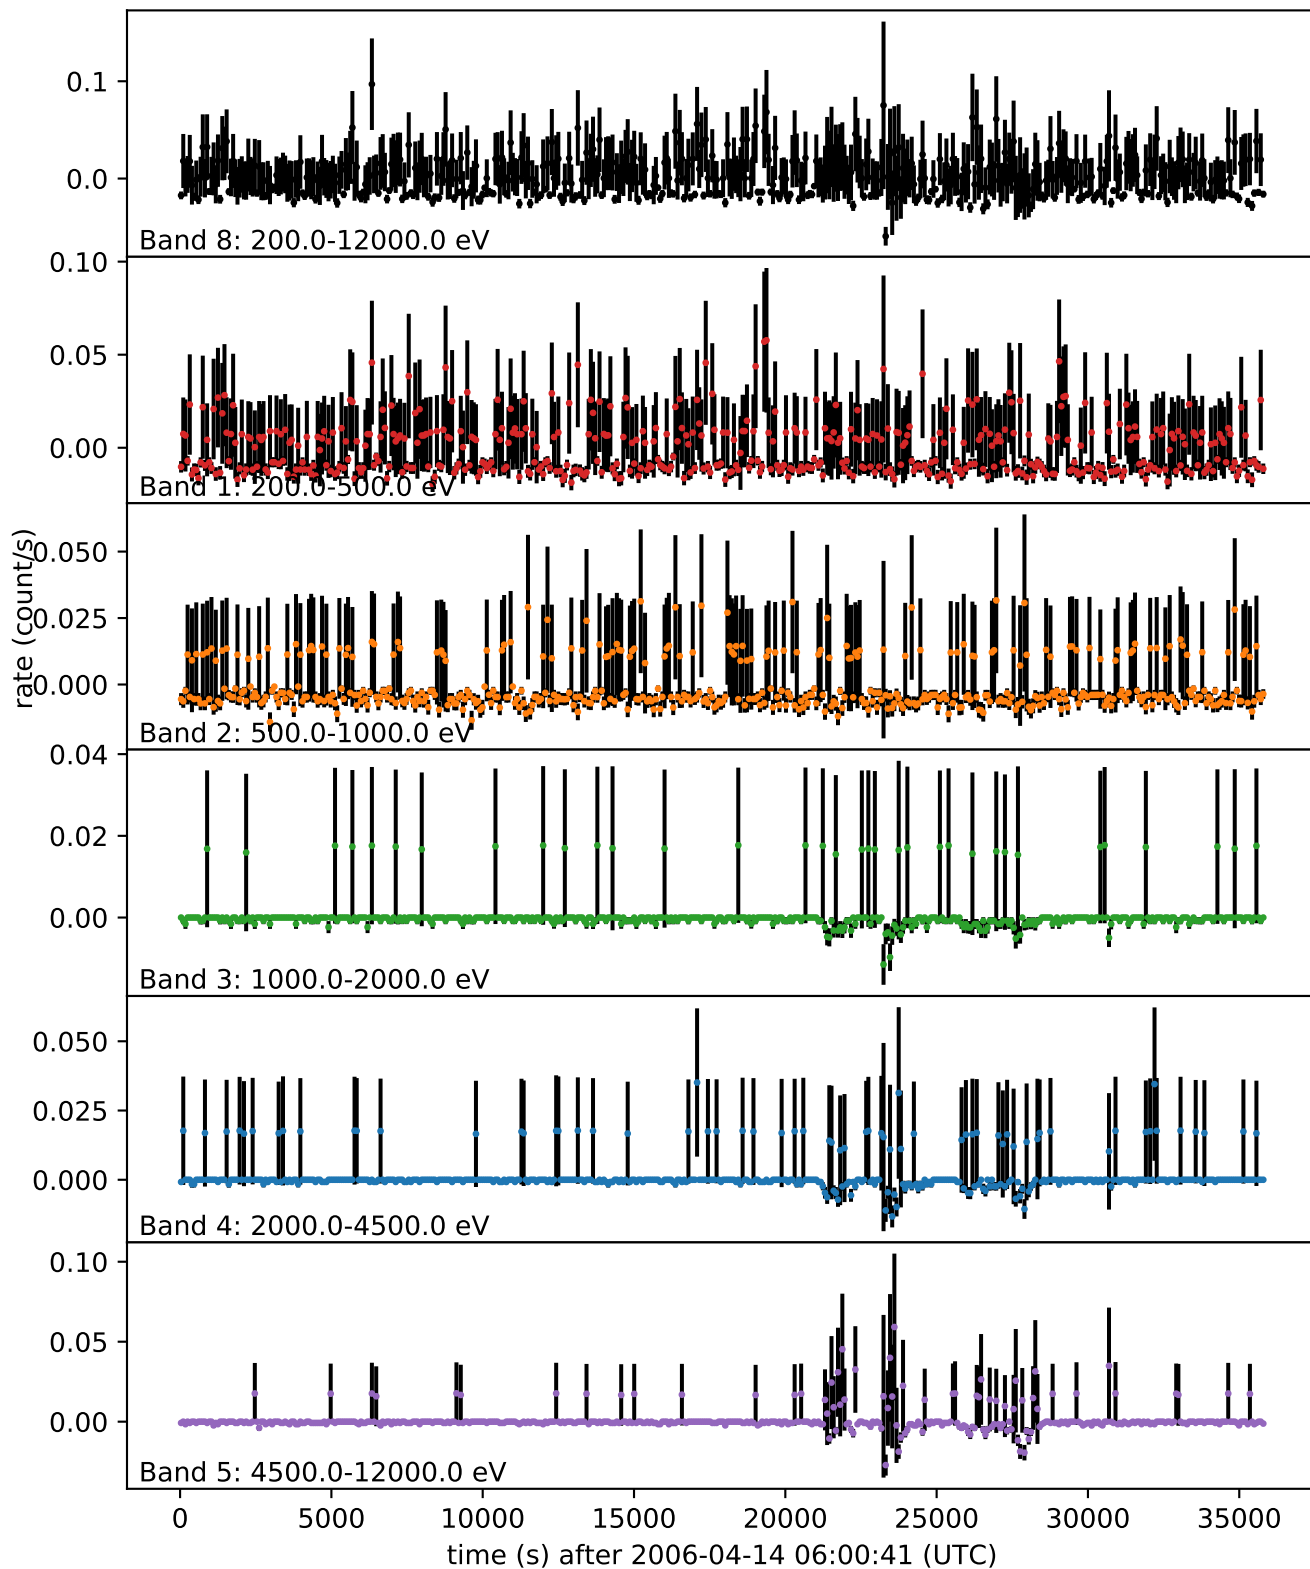 0.1
0.0
Band 8: 200.0-12000.0 eV
0.10
0.05
0.00
Band 1: 200.0-500.0 eV
rate (count/s)
0.050
0.025
0.000
Band 2: 500.0-1000.0 eV
0.04
0.02
0.00
Band 3: 1000.0-2000.0 eV
0.050
0.025
0.000
Band 4: 2000.0-4500.0 eV
0.10
0.05
0.00
Band 5: 4500.0-12000.0 eV
0 5000 10000 15000 20000 25000 30000 35000
time (s) after 2006-04-14 06:00:41 (UTC)